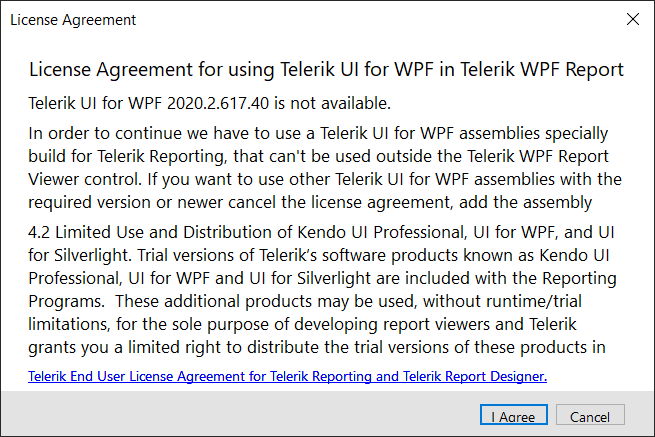 License Agreement
License Agreement for using Telerik UI for WPF in Telerik WPF Report
Telerik UI for WPF 2020.2.617.40 is not available.
In order to continue we have to use a Telerik UI for WPF assemblies specially
build for Telerik Reporting, that can't be used outside the Telerik WPF Report
Viewer control. If you want to use other Telerik UI for WPF assemblies with the
required version or newer cancel the license agreement, add the assembly
4.2 Limited Use and Distribution of Kendo UI Professional, UI for WPF, and UI
for Silverlight. Trial versions of Telerik’s software products known as Kendo UI
Professional, UI for WPF and UI for Silverlight are included with the Reporting
Programs.  These additional products may be used, without runtime/trial
limitations, for the sole purpose of developing report viewers and Telerik
grants you a limited right to distribute the trial versions of these products in
Telerik End User License Agreement for Telerik Reporting and Telerik Report Designer.
I Agree
Cancel